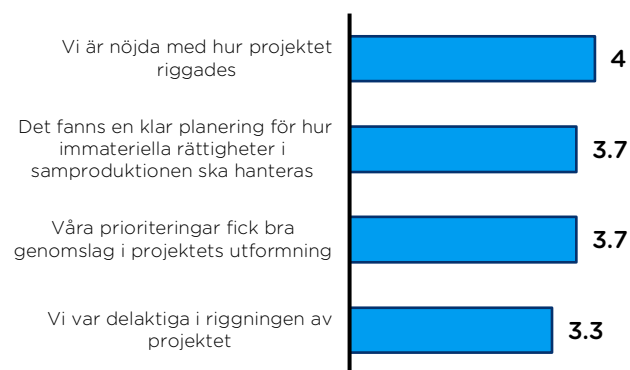 Vi är nöjda med hur projektet
riggades
4
Det fanns en klar planering för hur
immateriella rättigheter i
samproduktionen ska hanteras
3.7
Våra prioriteringar fick bra
genomslag i projektets utformning
3.7
Vi var delaktiga i riggningen av
projektet
3.3